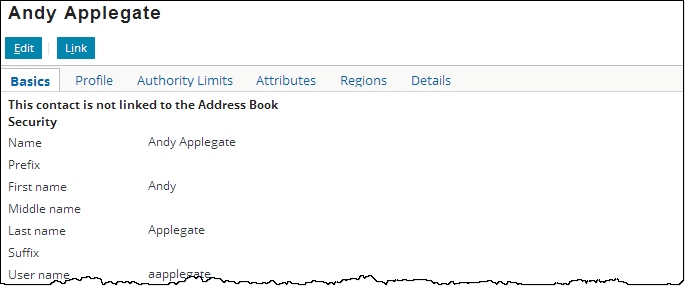 Andy Applegate
Edit Link
Basics Profile Authority Limits Attributes Regions Details
This contact is not linked to the Address Book
Security
Name Andy Applegate
Prefix
First name Andy
Middle name
Last name Applegate
Suffix
User name aapplegate